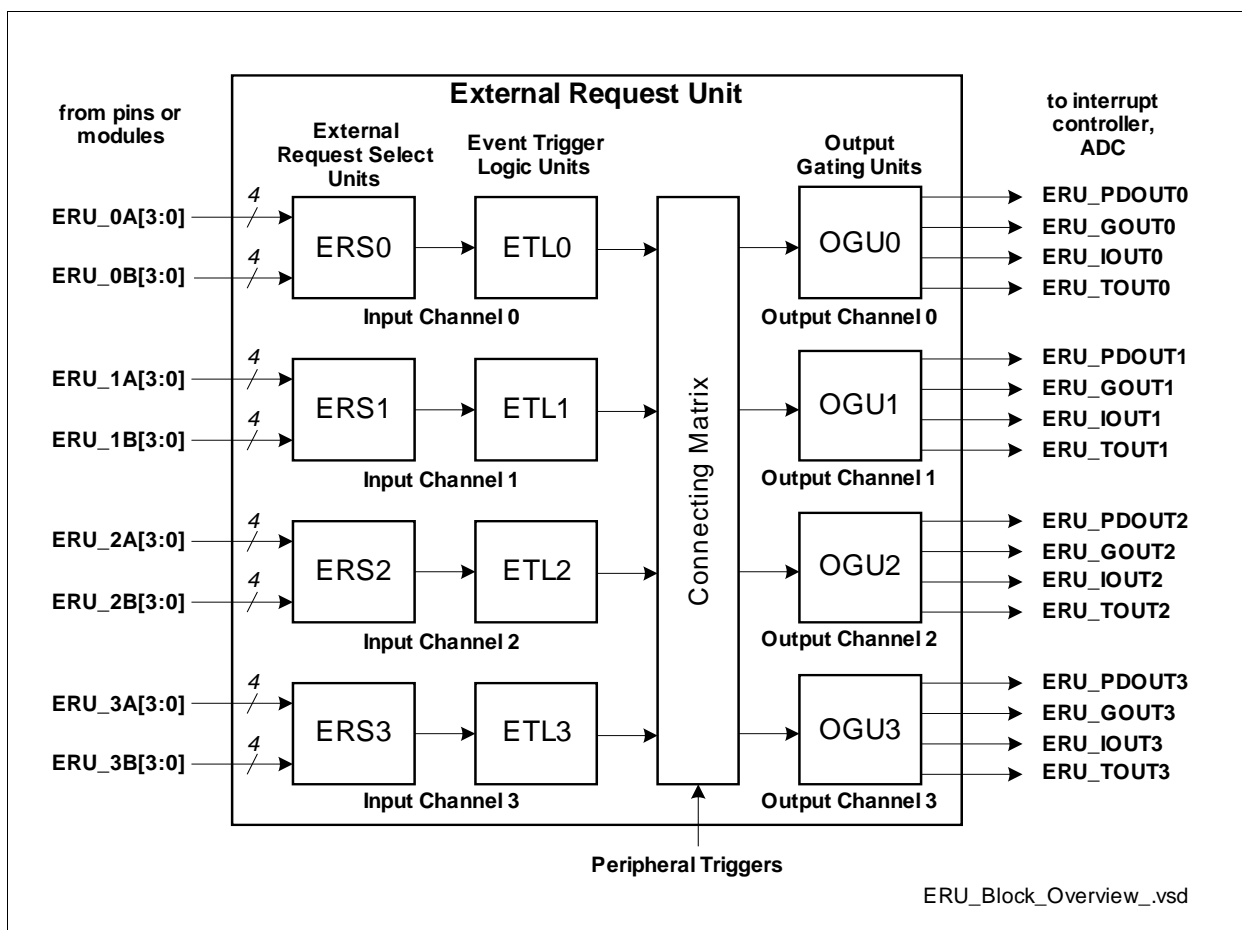 External Request Unit
from pins or
modules
to interrupt
controller,
ADC
External
Request Select
Units
Event Trigger
Logic Units
Output
Gating Units
ERU_0A[3:0]
4
ERU_0B[3:0]
4
ERS0
ETL0
Input Channel 0
OGU0
Output Channel 0
ERU_PDOUT0
ERU_GOUT0
ERU_IOUT0
ERU_TOUT0
ERU_1A[3:0]
4
ERU_1B[3:0]
4
ERS1
ETL1
Input Channel 1
Connecting Matrix
OGU1
Output Channel 1
ERU_PDOUT1
ERU_GOUT1
ERU_IOUT1
ERU_TOUT1
ERU_2A[3:0]
4
ERU_2B[3:0]
4
ERS2
ETL2
Input Channel 2
OGU2
Output Channel 2
ERU_PDOUT2
ERU_GOUT2
ERU_IOUT2
ERU_TOUT2
ERU_3A[3:0]
4
ERU_3B[3:0]
4
ERS3
ETL3
Input Channel 3
OGU3
Output Channel 3
ERU_PDOUT3
ERU_GOUT3
ERU_IOUT3
ERU_TOUT3
Peripheral Triggers
ERU_Block_Overview_.vsd